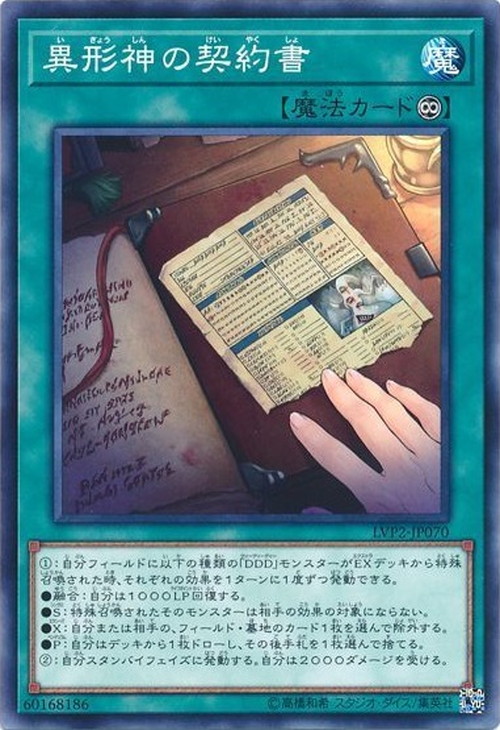 異形神の契約書
魔
【魔法カード∞】
LVP2-JP070
①:自分フィールドに以下の種類の「DDD」モンスターがEXデッキから特殊
召喚された時、それぞれの効果を1ターンに1度ずつ発動できる。
●融合:自分は1000LP回復する。
●S:特殊召喚されたそのモンスターは相手の効果の対象にならない。
●X:自分または相手の、フィールド・墓地のカード1枚を選んで除外する。
●P:自分はデッキから1枚ドローし、その後手札を1枚選んで捨てる。
②:自分スタンバイフェイズに発動する。自分は2000ダメージを受ける。
60168186
©高橋和希 スタジオ・ダイス/集英社